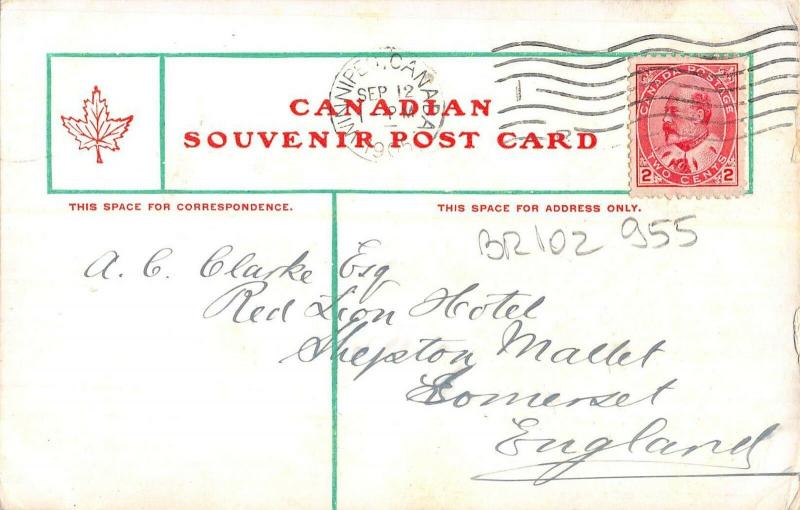 WINNIPEG, CANADA
SEP 12
PM
CANADIAN
SOUVENIR POST CARD
CANADA POSTAGE
TWO CENTS
2 2
THIS SPACE FOR CORRESPONDENCE.
THIS SPACE FOR ADDRESS ONLY.
BR102 955
A. C. Clarke Esq
Red Lion Hotel
Shepton Mallet
Somerset
England